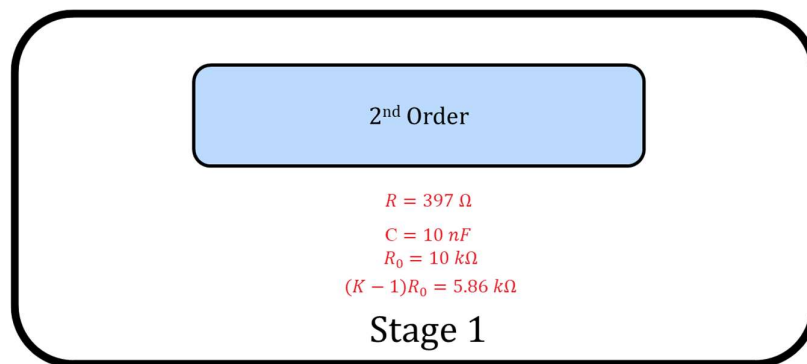 2nd Order
R = 397 Ω
C = 10 nF
R₀ = 10 kΩ
(K − 1)R₀ = 5.86 kΩ
Stage 1